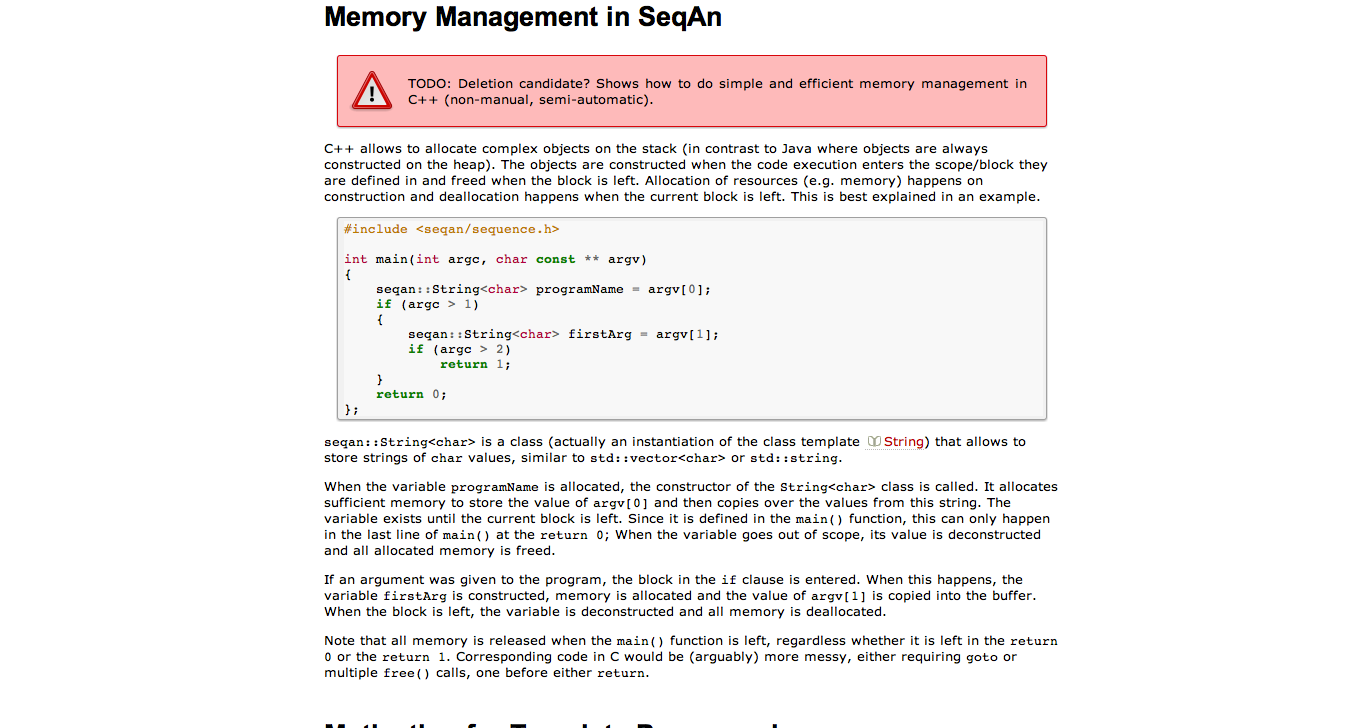 Memory Management in SeqAn
TODO: Deletion candidate? Shows how to do simple and efficient memory management in
C++ (non-manual, semi-automatic).
C++ allows to allocate complex objects on the stack (in contrast to Java where objects are always
constructed on the heap). The objects are constructed when the code execution enters the scope/block they
are defined in and freed when the block is left. Allocation of resources (e.g. memory) happens on
construction and deallocation happens when the current block is left. This is best explained in an example.
#include <seqan/sequence.h>
int main(int argc, char const ** argv)
{
    seqan::String<char> programName = argv[0];
    if (argc > 1)
    {
        seqan::String<char> firstArg = argv[1];
        if (argc > 2)
            return 1;
    }
    return 0;
};
seqan::String<char> is a class (actually an instantiation of the class template String) that allows to
store strings of char values, similar to std::vector<char> or std::string.
When the variable programName is allocated, the constructor of the String<char> class is called. It allocates
sufficient memory to store the value of argv[0] and then copies over the values from this string. The
variable exists until the current block is left. Since it is defined in the main() function, this can only happen
in the last line of main() at the return 0; When the variable goes out of scope, its value is deconstructed
and all allocated memory is freed.
If an argument was given to the program, the block in the if clause is entered. When this happens, the
variable firstArg is constructed, memory is allocated and the value of argv[1] is copied into the buffer.
When the block is left, the variable is deconstructed and all memory is deallocated.
Note that all memory is released when the main() function is left, regardless whether it is left in the return
0 or the return 1. Corresponding code in C would be (arguably) more messy, either requiring goto or
multiple free() calls, one before either return.